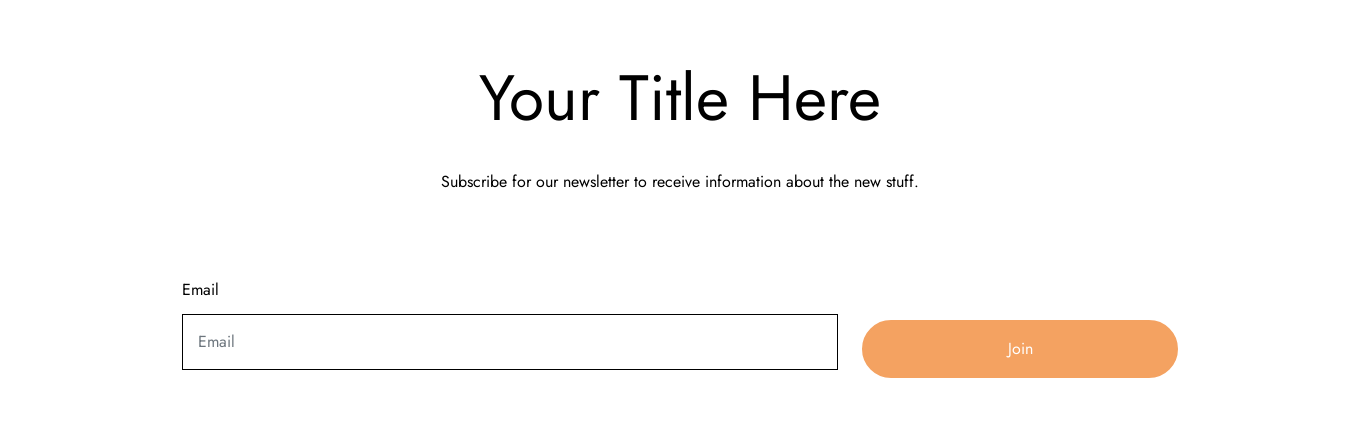 Your Title Here
Subscribe for our newsletter to receive information about the new stuff.
Email
Email
Join